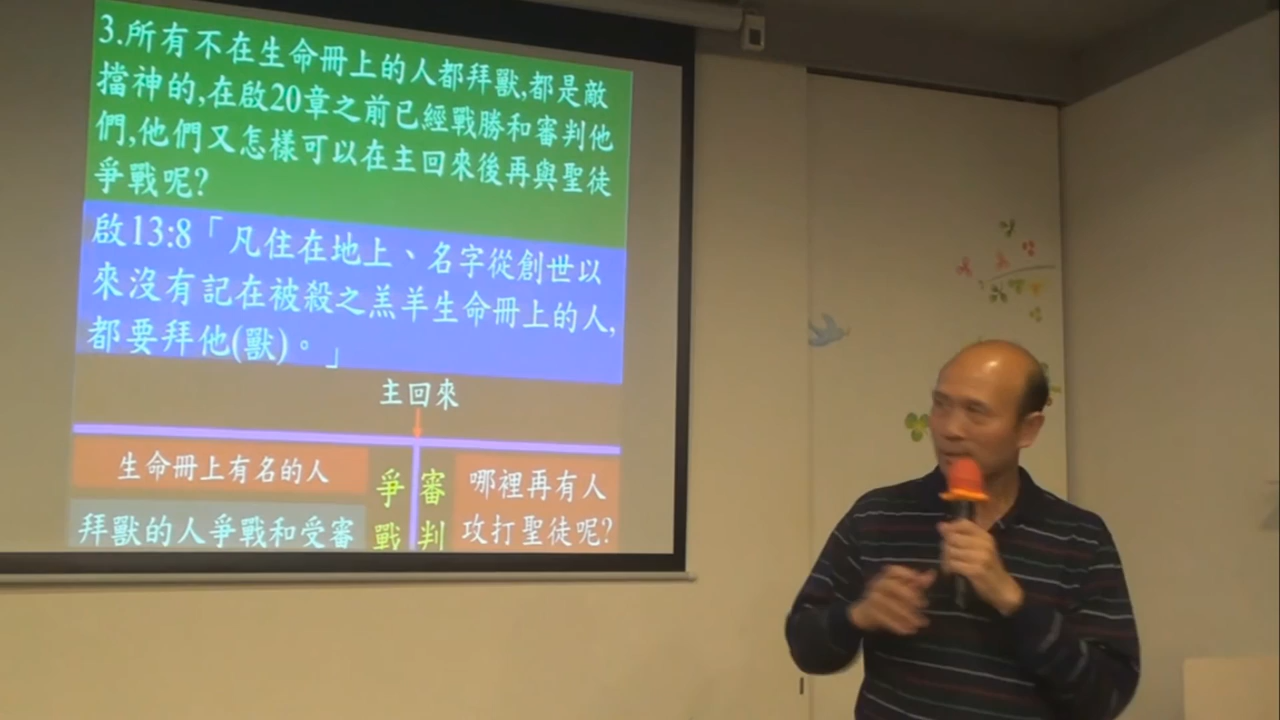 3.所有不在生命冊上的人都拜獸,都是敵
擋神的,在啟20章之前已經戰勝和審判他
們,他們又怎樣可以在主回來後再與聖徒
爭戰呢?
啟13:8「凡住在地上、名字從創世以
來沒有記在被殺之羔羊生命冊上的人,
都要拜他(獸)。」
主回來
生命冊上有名的人
拜獸的人爭戰和受審
爭戰
審判
哪裡再有人
攻打聖徒呢?